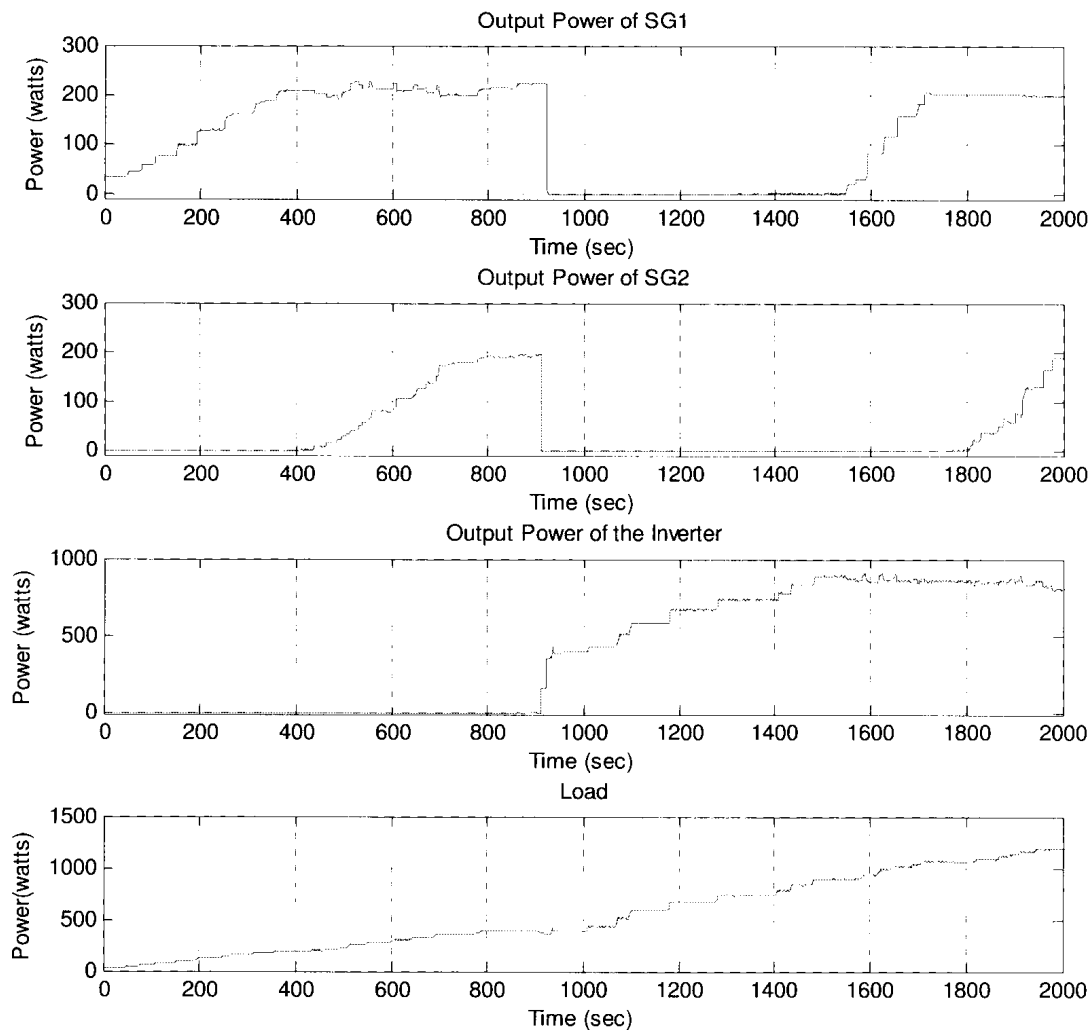 Output Power of SG1
300
200
100
0
Power (watts)
0 200 400 600 800 1000 1200 1400 1600 1800 2000
Time (sec)
Output Power of SG2
300
200
100
0
Power (watts)
0 200 400 600 800 1000 1200 1400 1600 1800 2000
Time (sec)
Output Power of the Inverter
1000
500
0
Power (watts)
0 200 400 600 800 1000 1200 1400 1600 1800 2000
Time (sec)
Load
1500
1000
500
0
Power(watts)
0 200 400 600 800 1000 1200 1400 1600 1800 2000
Time (sec)